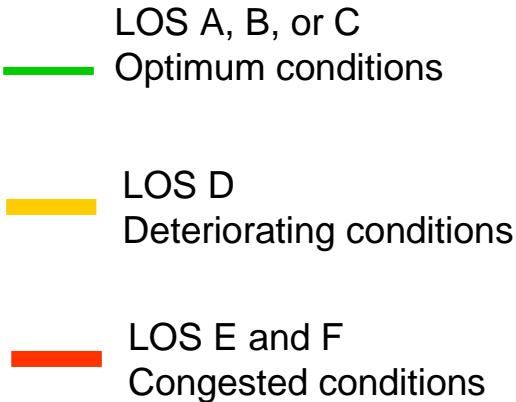 LOS A, B, or C
Optimum conditions
LOS D
Deteriorating conditions
LOS E and F
Congested conditions